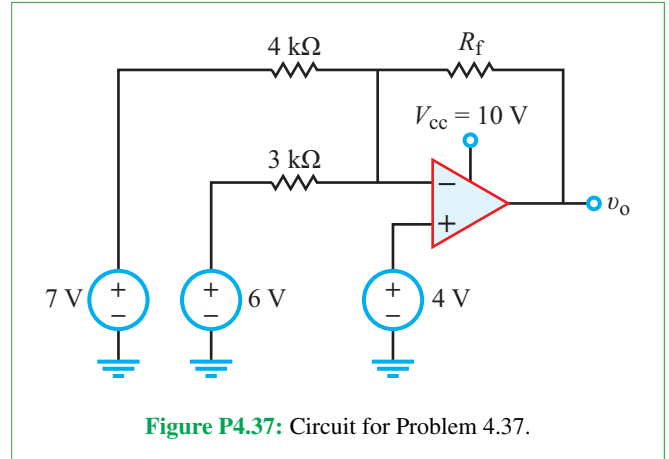 4 kΩ
R_f
V_cc = 10 V
3 kΩ
−
+
v_o
7 V
+
−
+
−
6 V
+
−
4 V
Figure P4.37: Circuit for Problem 4.37.